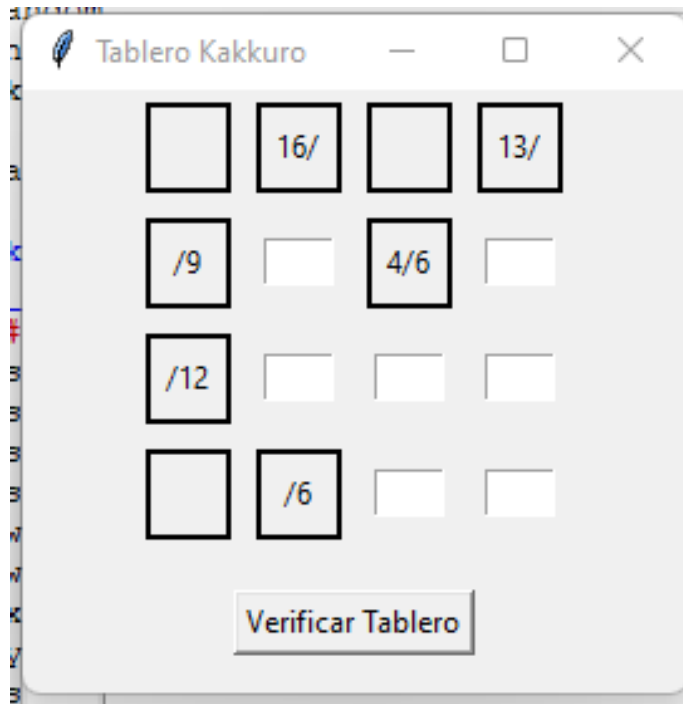 Tablero Kakkuro
16/ 13/
/9 4/6
/12
/6
Verificar Tablero